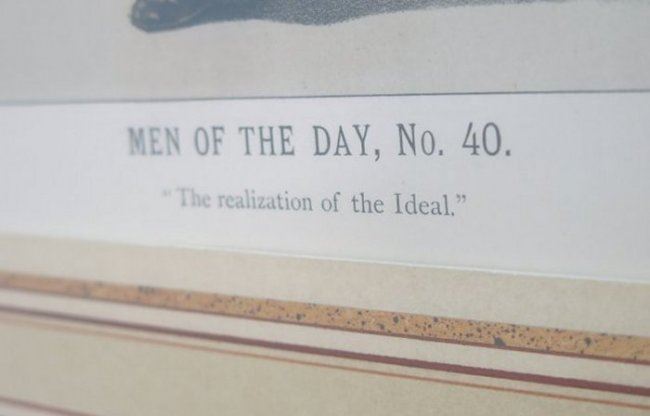 MEN OF THE DAY, No. 40.
"The realization of the Ideal."